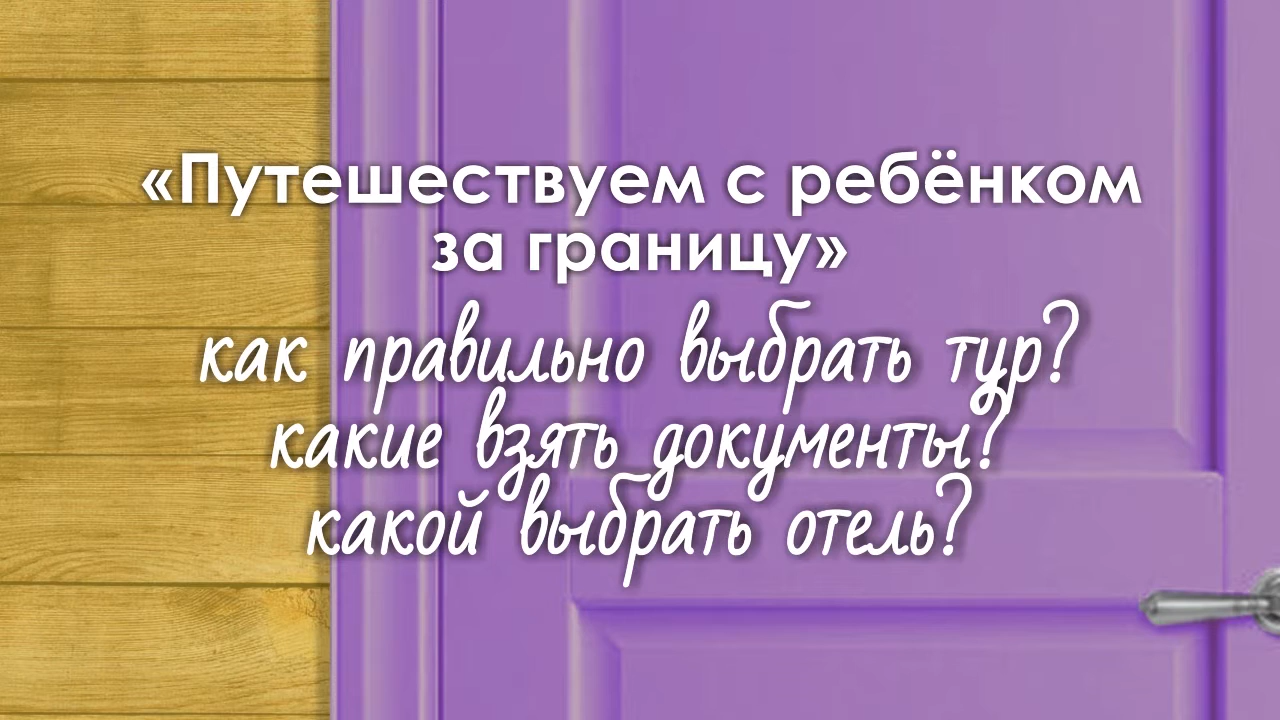 «Путешествуем с ребёнком
за границу»
как правильно выбрать тур?
какие взять документы?
какой выбрать отель?